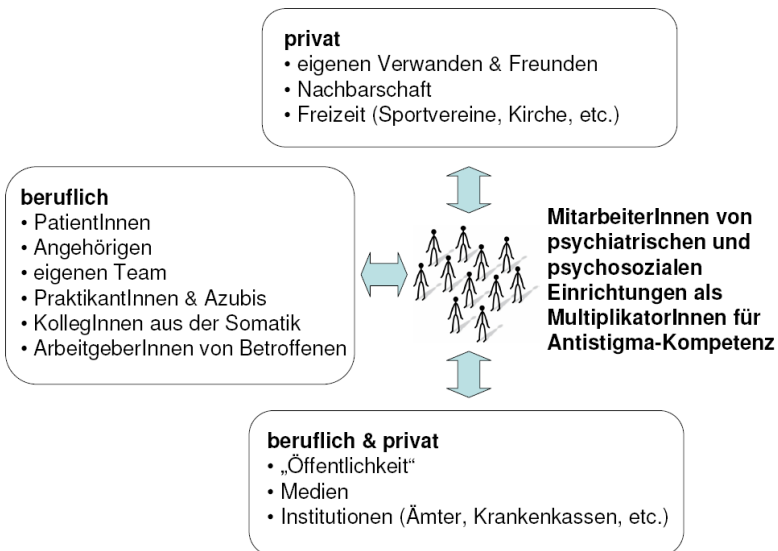 privat
• eigenen Verwanden & Freunden
• Nachbarschaft
• Freizeit (Sportvereine, Kirche, etc.)
beruflich
• PatientInnen
• Angehörigen
• eigenen Team
• PraktikantInnen & Azubis
• KollegInnen aus der Somatik
• ArbeitgeberInnen von Betroffenen
MitarbeiterInnen von
psychiatrischen und
psychosozialen
Einrichtungen als
MultiplikatorInnen für
Antistigma-Kompetenz
beruflich & privat
• „Öffentlichkeit“
• Medien
• Institutionen (Ämter, Krankenkassen, etc.)